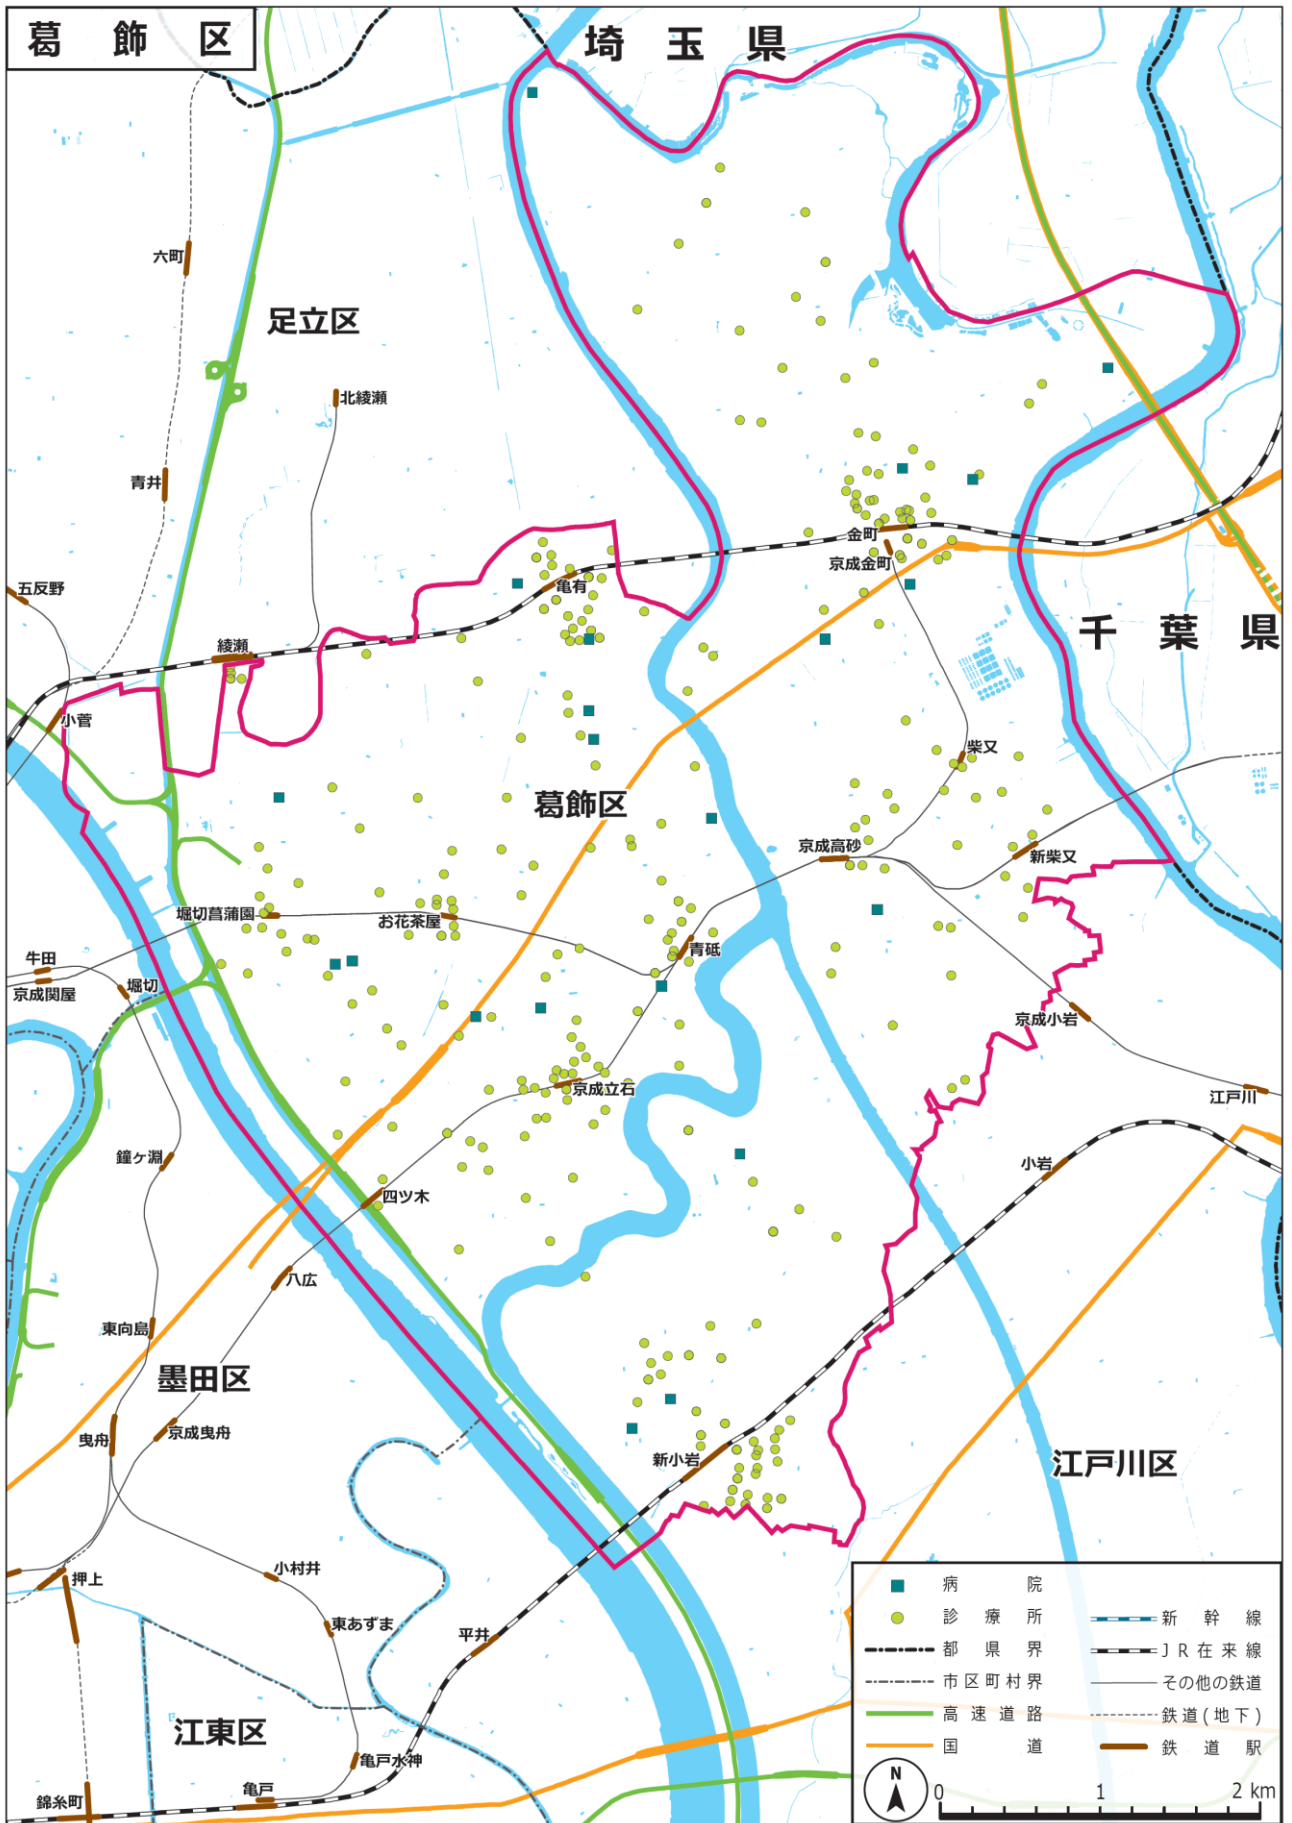 葛飾区
埼玉県
六町
足立区
北綾瀬
青井
金町
京成金町
五反野
亀有
千葉県
綾瀬
小菅
柴又
葛飾区
京成高砂
新柴又
堀切菖蒲園
お花茶屋
青砥
牛田
京成関屋
堀切
京成小岩
京成立石
江戸川
鐘ヶ淵
小岩
四ツ木
八広
東向島
墨田区
京成曳舟
曳舟
新小岩
江戸川区
押上
小村井
東あずま
平井
江東区
亀戸水神
亀戸
錦糸町
病院
診療所
都県界
市区町村界
高速道路
国道
新幹線
JR在来線
その他の鉄道
鉄道(地下)
鉄道駅
N
0 1 2 km